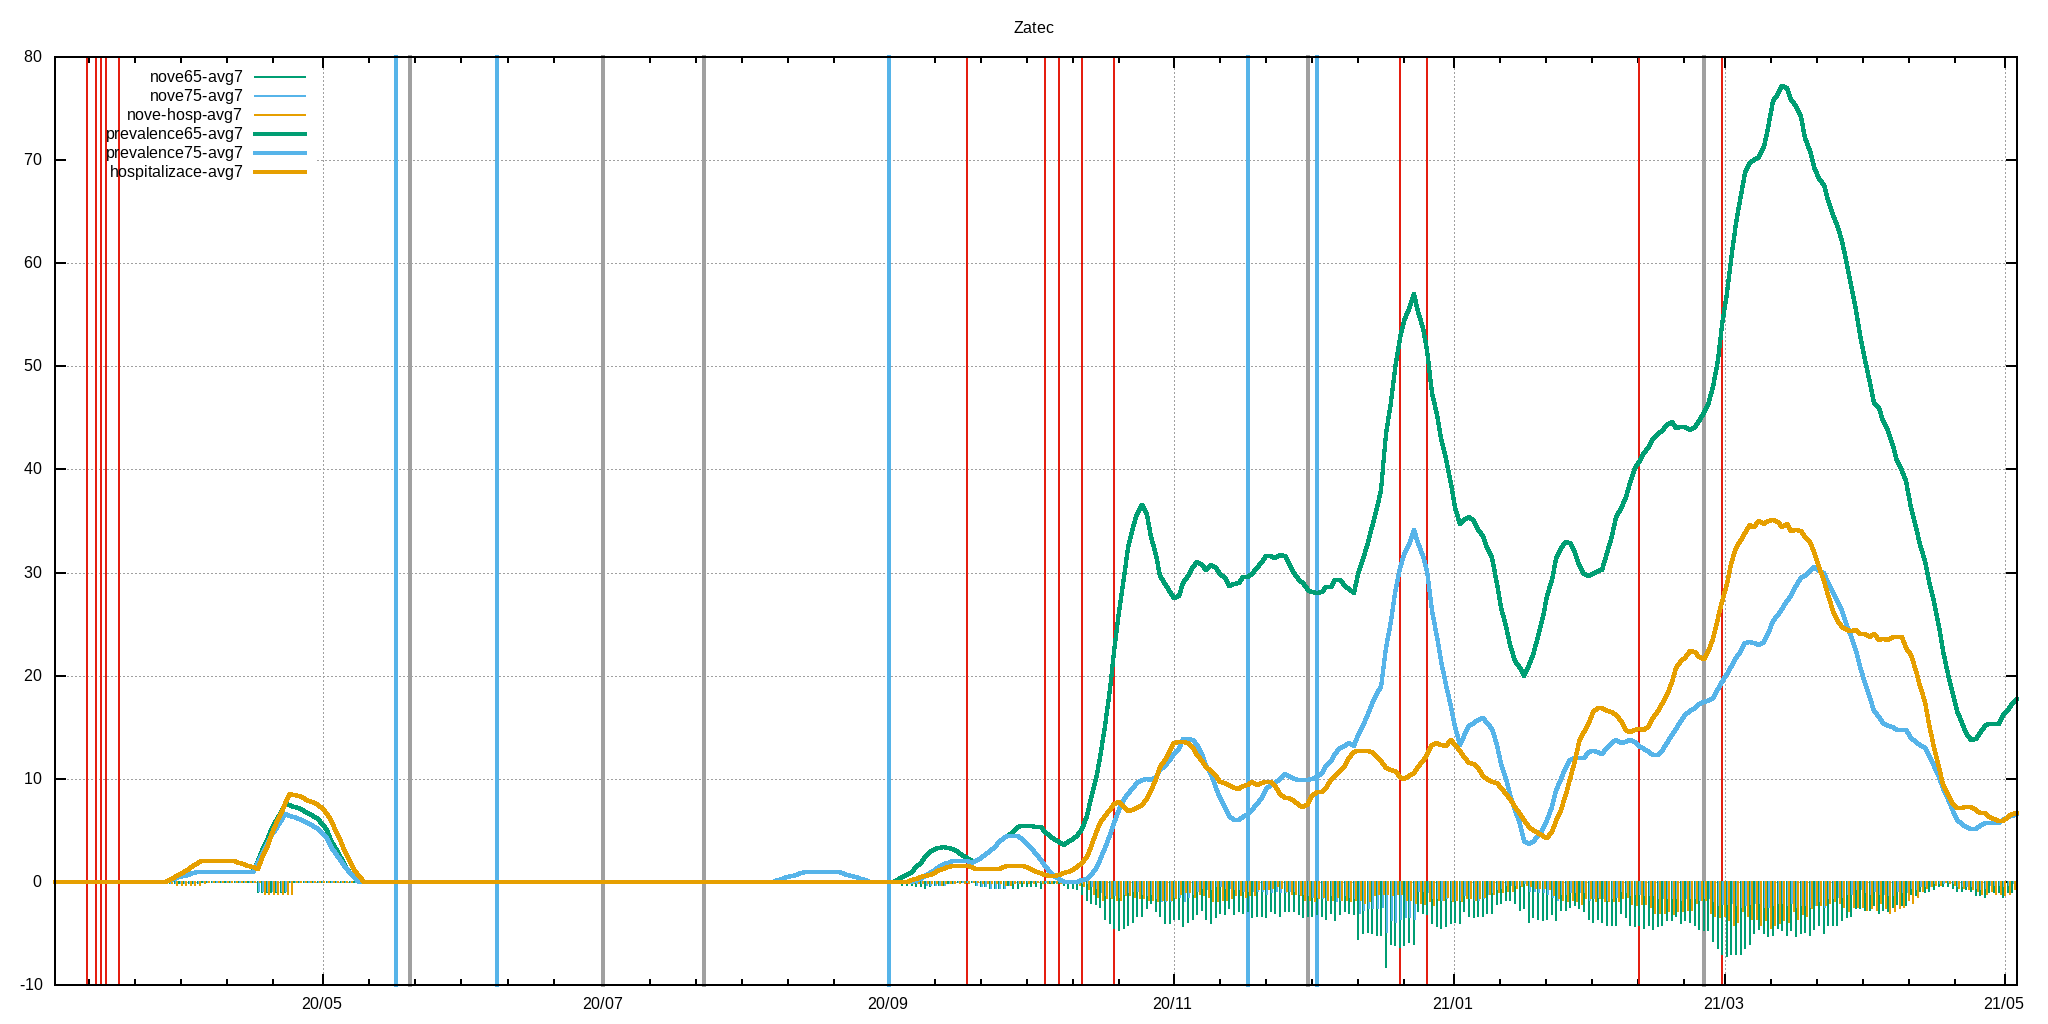 Zatec
80
nove65-avg7
nove75-avg7
nove-hosp-avg7
prevalence65-avg7
prevalence75-avg7
hospitalizace-avg7
70
60
50
40
30
20
10
0
-10
20/05 20/07 20/09 20/11 21/01 21/03 21/05